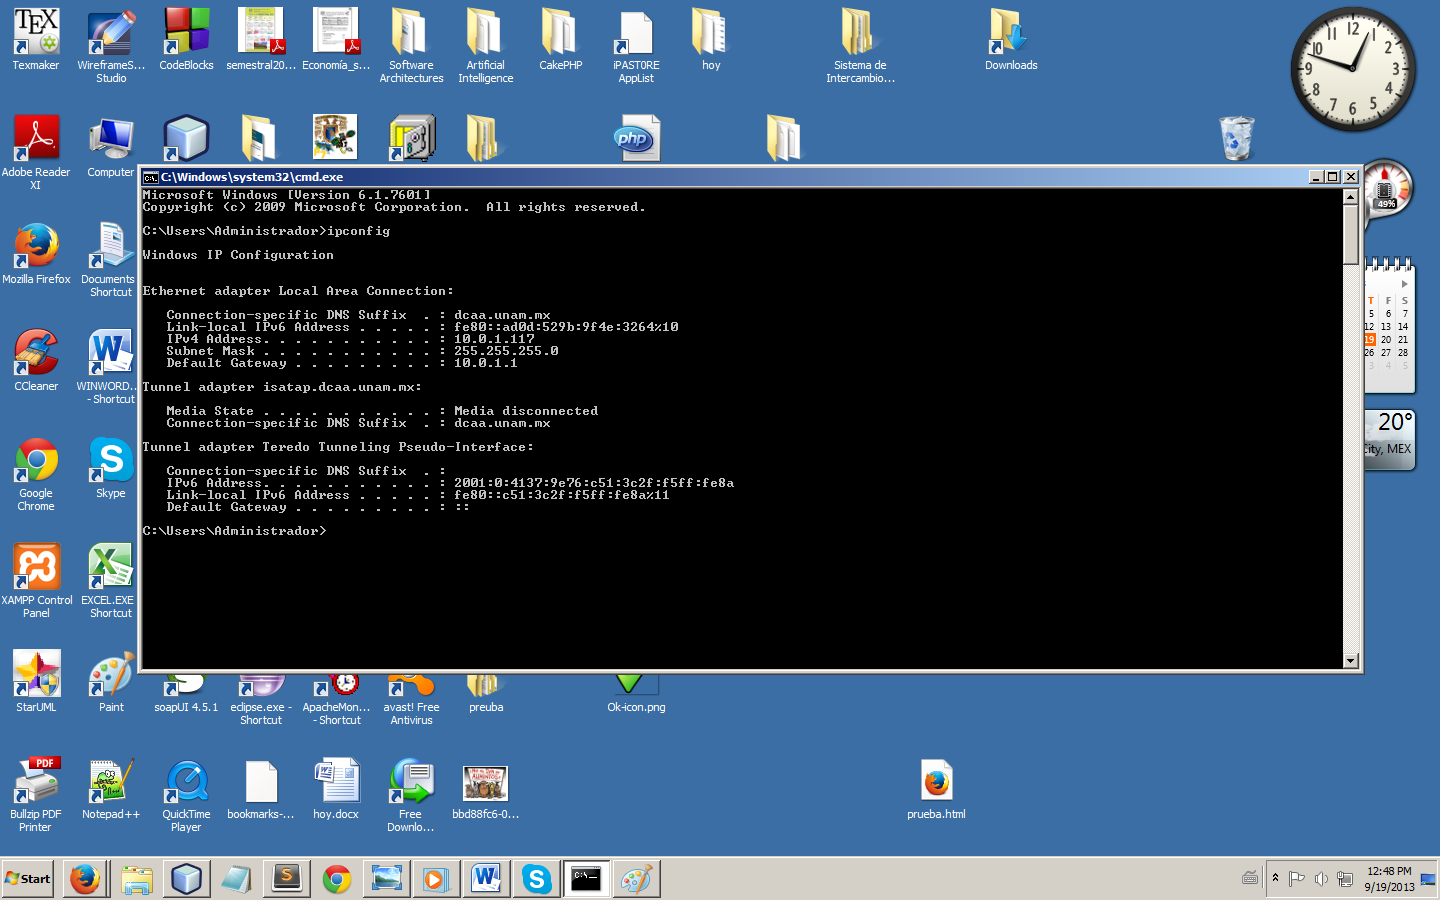 Texmaker
WireframeS...
Studio
CodeBlocks
semestral20...
Economía_s...
Software
Architectures
Artificial
Intelligence
CakePHP
iPASTORE
AppList
hoy
Sistema de
Intercambio...
Downloads
Adobe Reader
XI
Computer
php
C:\Windows\system32\cmd.exe
Microsoft Windows [Version 6.1.7601]
Copyright (c) 2009 Microsoft Corporation.  All rights reserved.
C:\Users\Administrador>ipconfig
Windows IP Configuration
Ethernet adapter Local Area Connection:
Connection-specific DNS Suffix  . : dcaa.unam.mx
Link-local IPv6 Address . . . . . : fe80::ad0d:529b:9f4e:3264%10
IPv4 Address. . . . . . . . . . . : 10.0.1.117
Subnet Mask . . . . . . . . . . . : 255.255.255.0
Default Gateway . . . . . . . . . : 10.0.1.1
Tunnel adapter isatap.dcaa.unam.mx:
Media State . . . . . . . . . . . : Media disconnected
Connection-specific DNS Suffix  . : dcaa.unam.mx
Tunnel adapter Teredo Tunneling Pseudo-Interface:
Connection-specific DNS Suffix  . :
IPv6 Address. . . . . . . . . . . : 2001:0:4137:9e76:c51:3c2f:f5ff:fe8a
Link-local IPv6 Address . . . . . : fe80::c51:3c2f:f5ff:fe8a%11
Default Gateway . . . . . . . . . : ::
C:\Users\Administrador>
49%
T F S
5 6 7
12 13 14
19 20 21
26 27 28
3 4 5
20°
City, MEX
Mozilla Firefox
Documents
Shortcut
CCleaner
WINWORD...
- Shortcut
Google
Chrome
Skype
XAMPP Control
Panel
EXCEL.EXE
Shortcut
StarUML
Paint
soapUI 4.5.1
eclipse.exe -
Shortcut
ApacheMon...
- Shortcut
avast! Free
Antivirus
preuba
Ok-icon.png
PDF
Bullzip PDF
Printer
Notepad++
QuickTime
Player
bookmarks-...
hoy.docx
Free
Downlo...
bbd88fc6-0...
prueba.html
Start
12:48 PM
9/19/2013